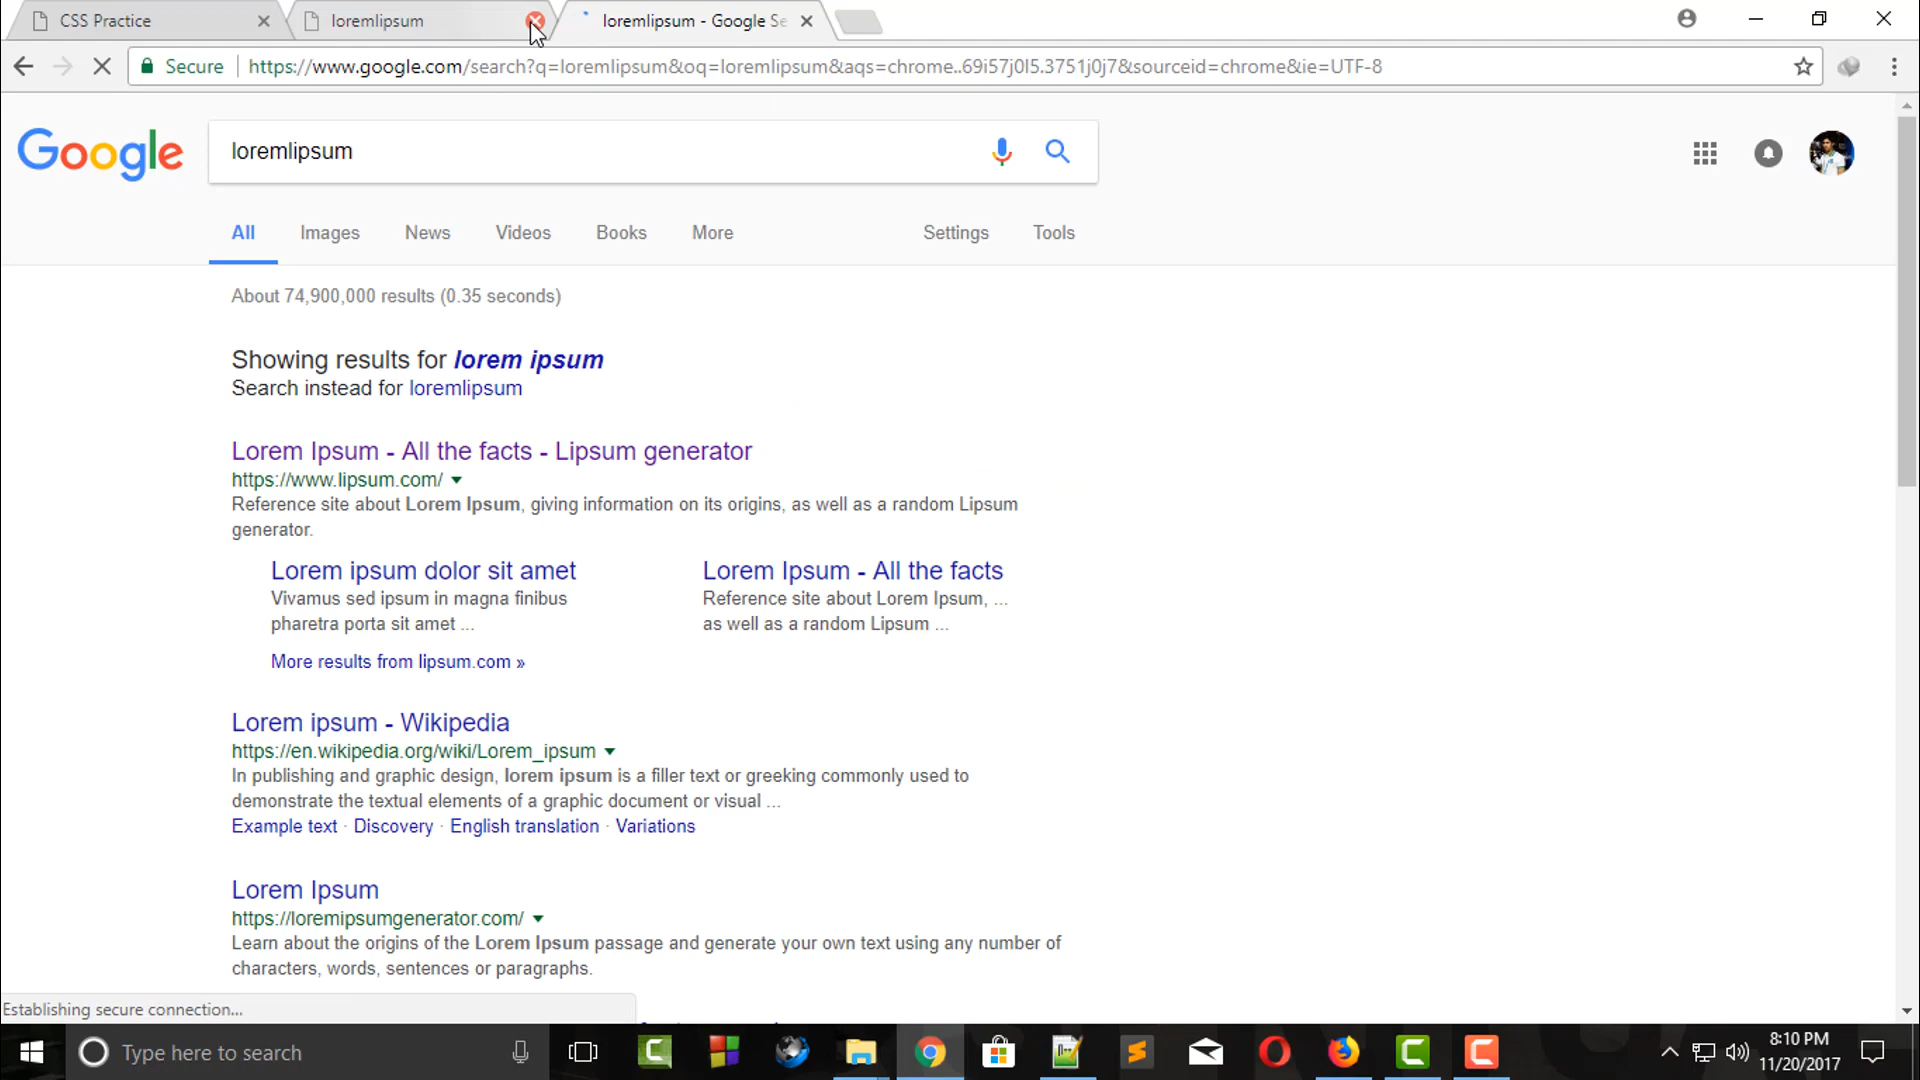 CSS Practice
loremlipsum
loremlipsum - Google Se
Secure https://www.google.com/search?q=loremlipsum&oq=loremlipsum&aqs=chrome..69i57j0l5.3751j0j7&sourceid=chrome&ie=UTF-8
Google loremlipsum
All Images News Videos Books More Settings Tools
About 74,900,000 results (0.35 seconds)
Showing results for lorem ipsum
Search instead for loremlipsum
Lorem Ipsum - All the facts - Lipsum generator
https://www.lipsum.com/
Reference site about Lorem Ipsum, giving information on its origins, as well as a random Lipsum
generator.
Lorem ipsum dolor sit amet
Vivamus sed ipsum in magna finibus
pharetra porta sit amet ...
Lorem Ipsum - All the facts
Reference site about Lorem Ipsum, ...
as well as a random Lipsum ...
More results from lipsum.com »
Lorem ipsum - Wikipedia
https://en.wikipedia.org/wiki/Lorem_ipsum
In publishing and graphic design, lorem ipsum is a filler text or greeking commonly used to
demonstrate the textual elements of a graphic document or visual ...
Example text · Discovery · English translation · Variations
Lorem Ipsum
https://loremipsumgenerator.com/
Learn about the origins of the Lorem Ipsum passage and generate your own text using any number of
characters, words, sentences or paragraphs.
Establishing secure connection...
Type here to search
8:10 PM
11/20/2017